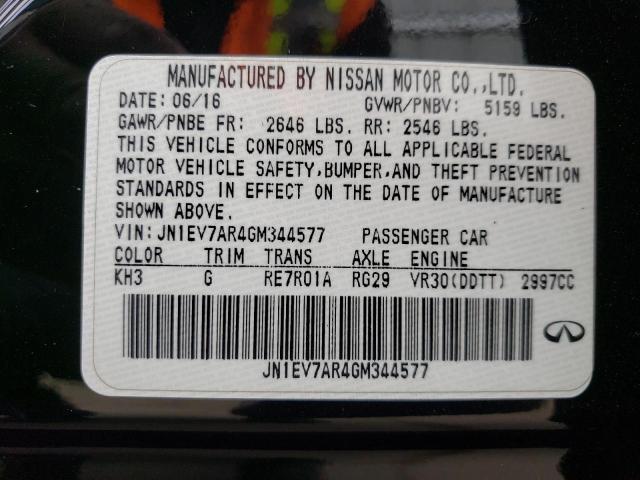 MANUFACTURED BY NISSAN MOTOR CO.,LTD.
DATE: 06/16 GVWR/PNBV: 5159 LBS.
GAWR/PNBE FR: 2646 LBS. RR: 2546 LBS.
THIS VEHICLE CONFORMS TO ALL APPLICABLE FEDERAL
MOTOR VEHICLE SAFETY,BUMPER,AND THEFT PREVENTION
STANDARDS IN EFFECT ON THE DATE OF MANUFACTURE
SHOWN ABOVE.
VIN:JN1EV7AR4GM344577 PASSENGER CAR
COLOR TRIM TRANS AXLE ENGINE
KH3 G RE7R01A RG29 VR30(DDTT) 2997CC
JN1EV7AR4GM344577